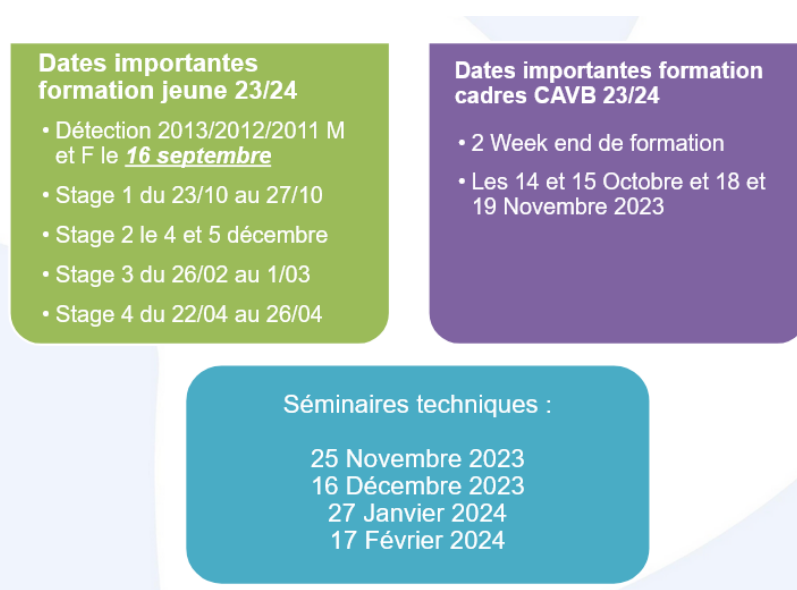 Dates importantes
formation jeune 23/24
• Détection 2013/2012/2011 M
et F le 16 septembre
• Stage 1 du 23/10 au 27/10
• Stage 2 le 4 et 5 décembre
• Stage 3 du 26/02 au 1/03
• Stage 4 du 22/04 au 26/04
Dates importantes formation
cadres CAVB 23/24
• 2 Week end de formation
• Les 14 et 15 Octobre et 18 et
19 Novembre 2023
Séminaires techniques :
25 Novembre 2023
16 Décembre 2023
27 Janvier 2024
17 Février 2024